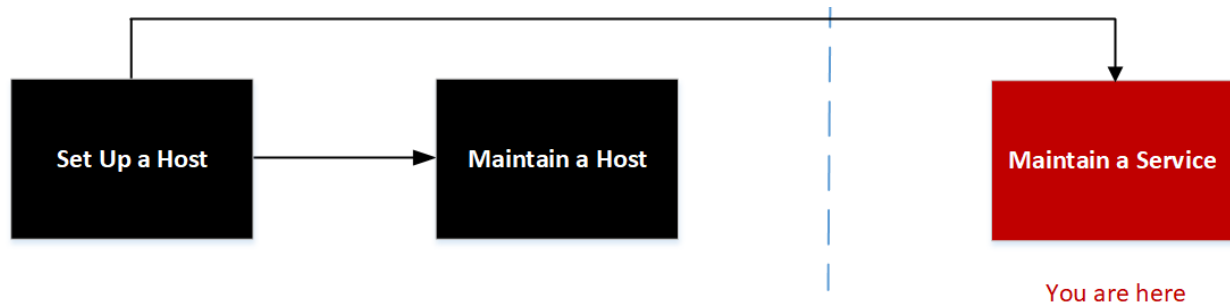 Set Up a Host
Maintain a Host
Maintain a Service
You are here